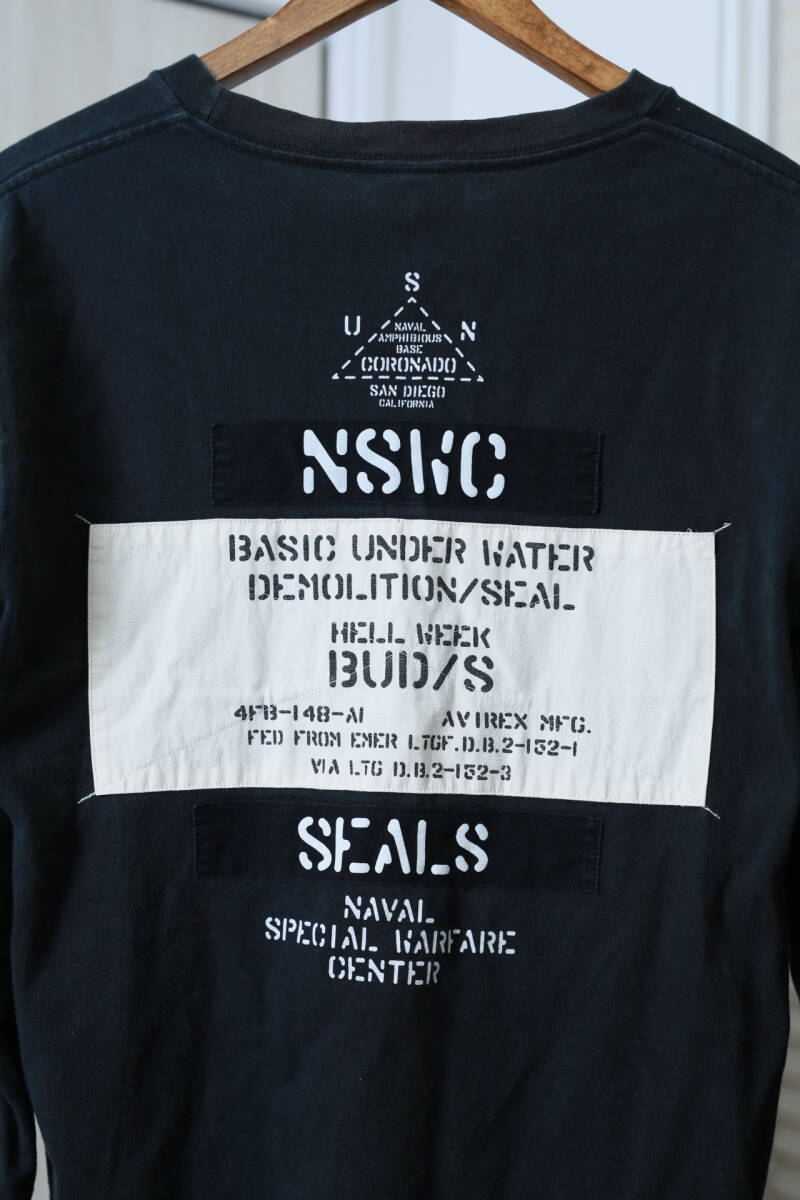 S
U N
NAVAL
AMPHIBIOUS
BASE
CORONADO
SAN DIEGO
CALIFORNIA
NSWC
BASIC UNDER WATER
DEMOLITION/SEAL
HELL WEEK
BUD/S
4FB-148-AI AVIREX MFG.
FED FROM EMER LTGF.D.B.2-152-1
VIA LTG D.B.2-152-3
SEALS
NAVAL
SPECIAL WARFARE
CENTER